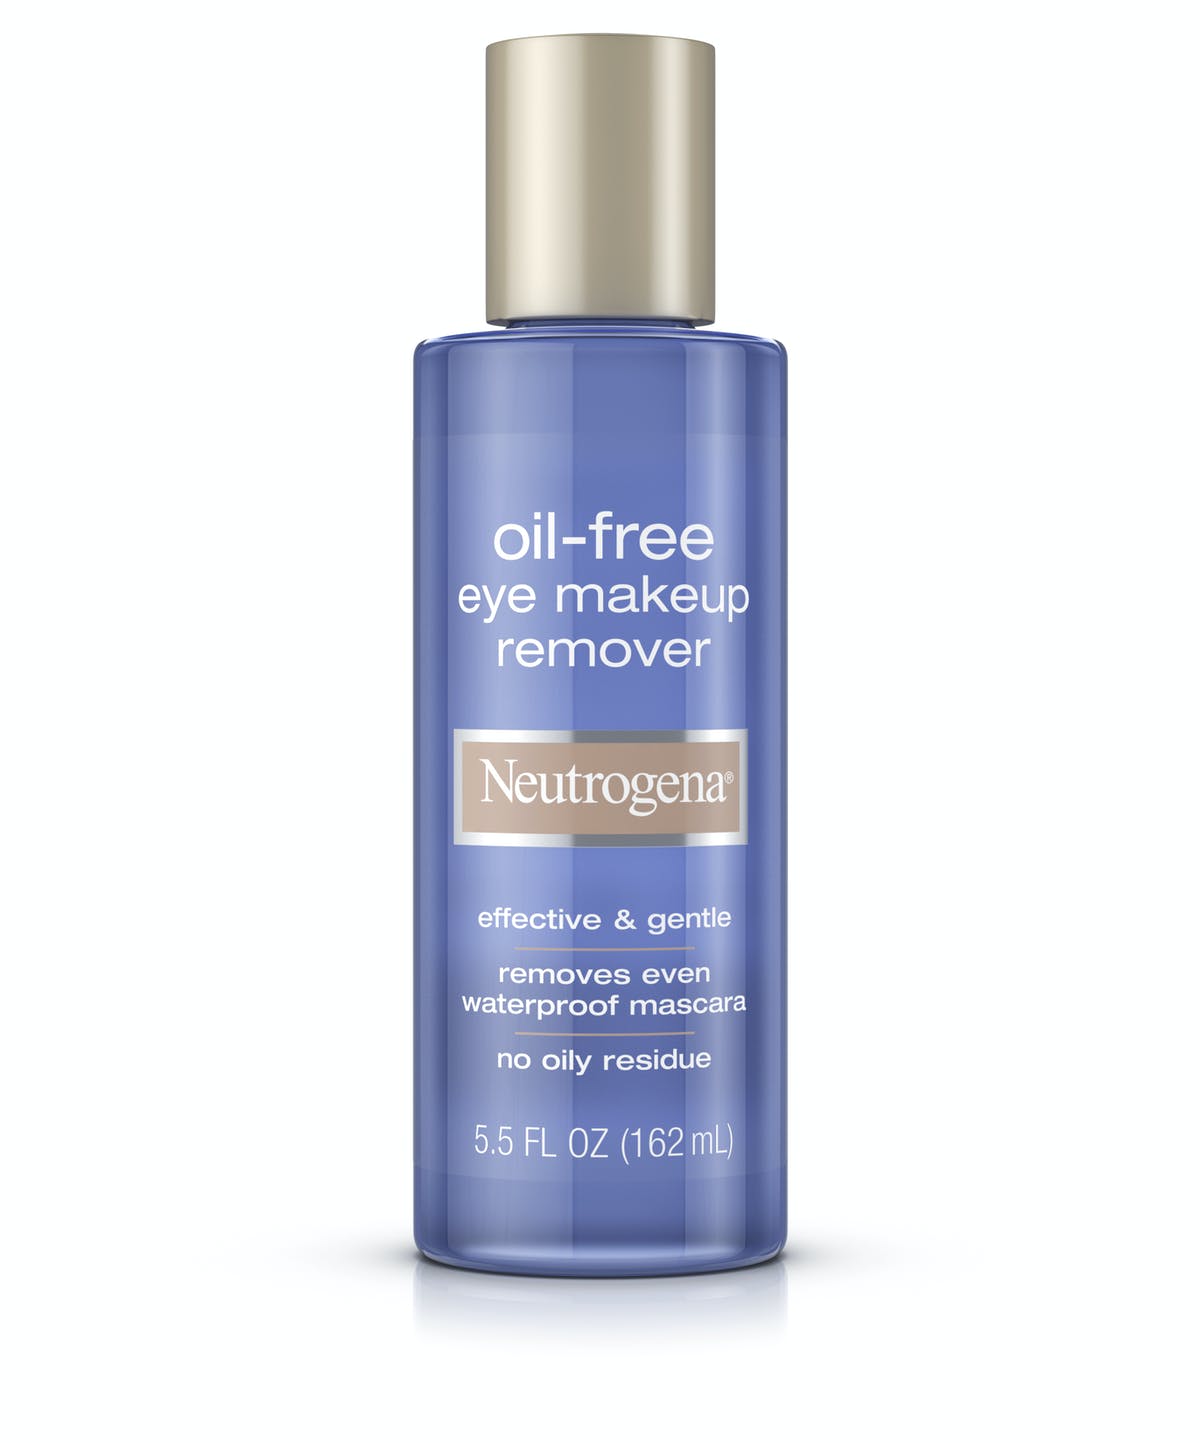 oil-free
eye makeup
remover
Neutrogena®
effective & gentle
removes even
waterproof mascara
no oily residue
5.5 FL OZ (162 mL)